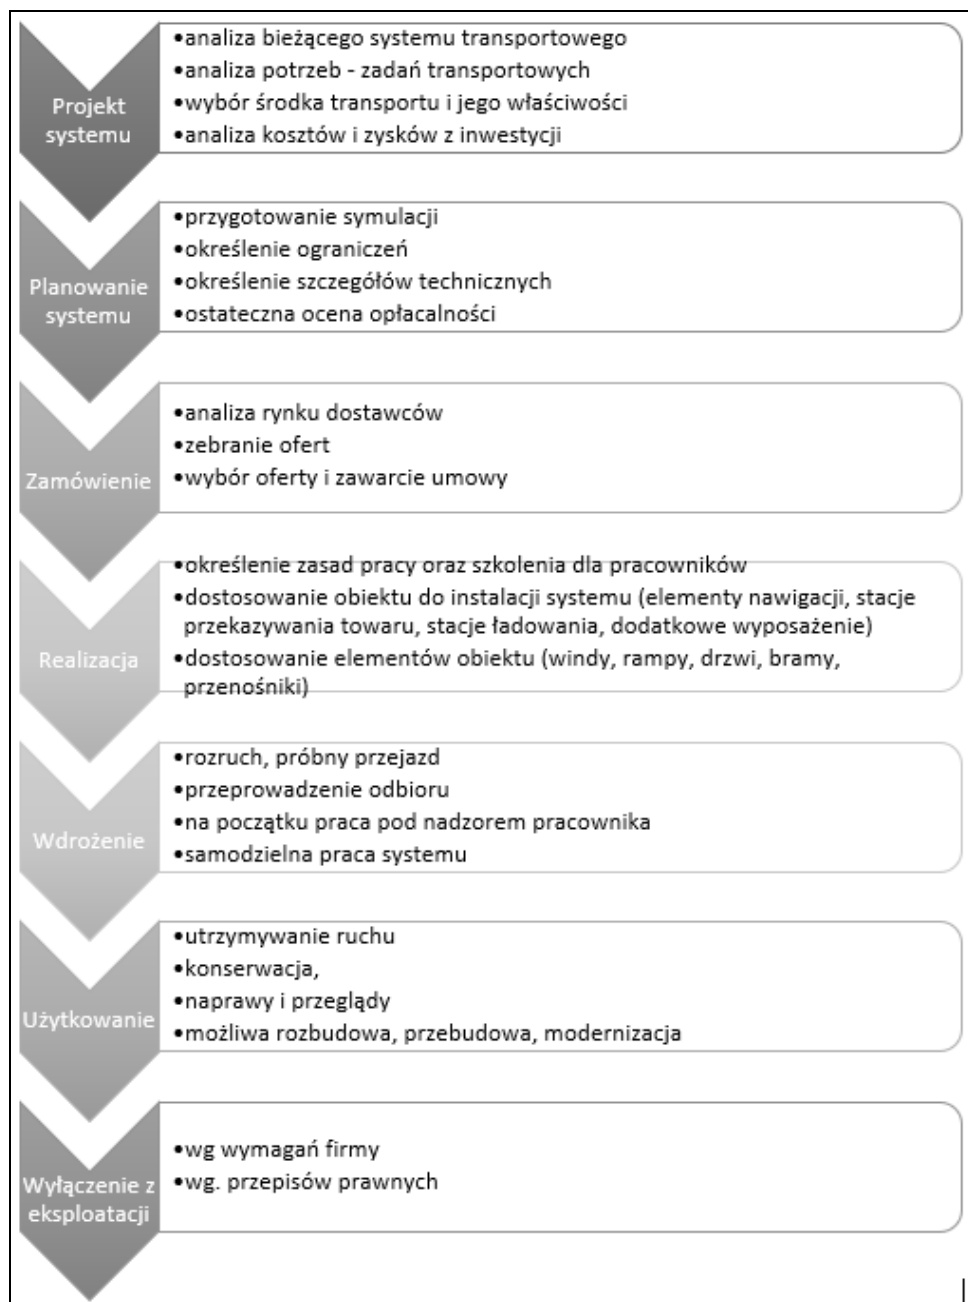 Projekt
systemu
•analiza bieżącego systemu transportowego
•analiza potrzeb - zadań transportowych
•wybór środka transportu i jego właściwości
•analiza kosztów i zysków z inwestycji
Planowanie
systemu
•przygotowanie symulacji
•określenie ograniczeń
•określenie szczegółów technicznych
•ostateczna ocena opłacalności
Zamówienie
•analiza rynku dostawców
•zebranie ofert
•wybór oferty i zawarcie umowy
Realizacja
•określenie zasad pracy oraz szkolenia dla pracowników
•dostosowanie obiektu do instalacji systemu (elementy nawigacji, stacje
przekazywania towaru, stacje ładowania, dodatkowe wyposażenie)
•dostosowanie elementów obiektu (windy, rampy, drzwi, bramy,
przenośniki)
Wdrożenie
•rozruch, próbny przejazd
•przeprowadzenie odbioru
•na początku praca pod nadzorem pracownika
•samodzielna praca systemu
Użytkowanie
•utrzymywanie ruchu
•konserwacja,
•naprawy i przeglądy
•możliwa rozbudowa, przebudowa, modernizacja
Wyłączenie z
eksploatacji
•wg wymagań firmy
•wg. przepisów prawnych